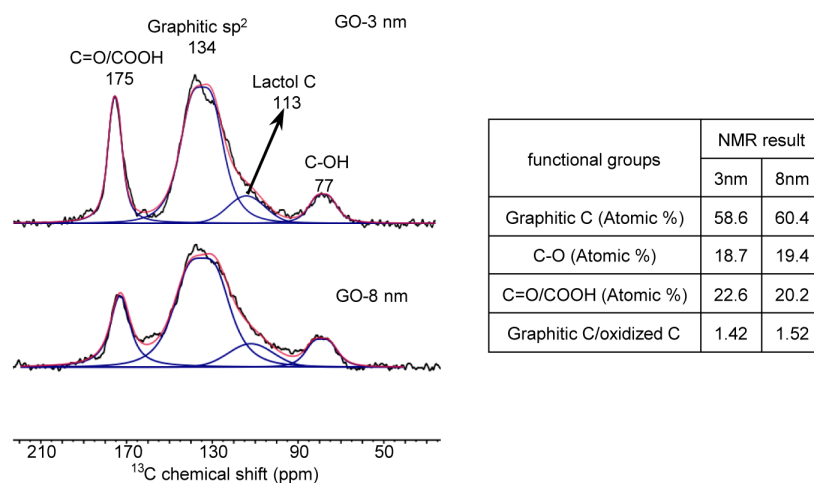 Graphitic sp²
134
GO-3 nm
C=O/COOH
175
Lactol C
113
C-OH
77
GO-8 nm
210 170 130 90 50
¹³C chemical shift (ppm)
functional groups NMR result
3nm 8nm
Graphitic C (Atomic %) 58.6 60.4
C-O (Atomic %) 18.7 19.4
C=O/COOH (Atomic %) 22.6 20.2
Graphitic C/oxidized C 1.42 1.52